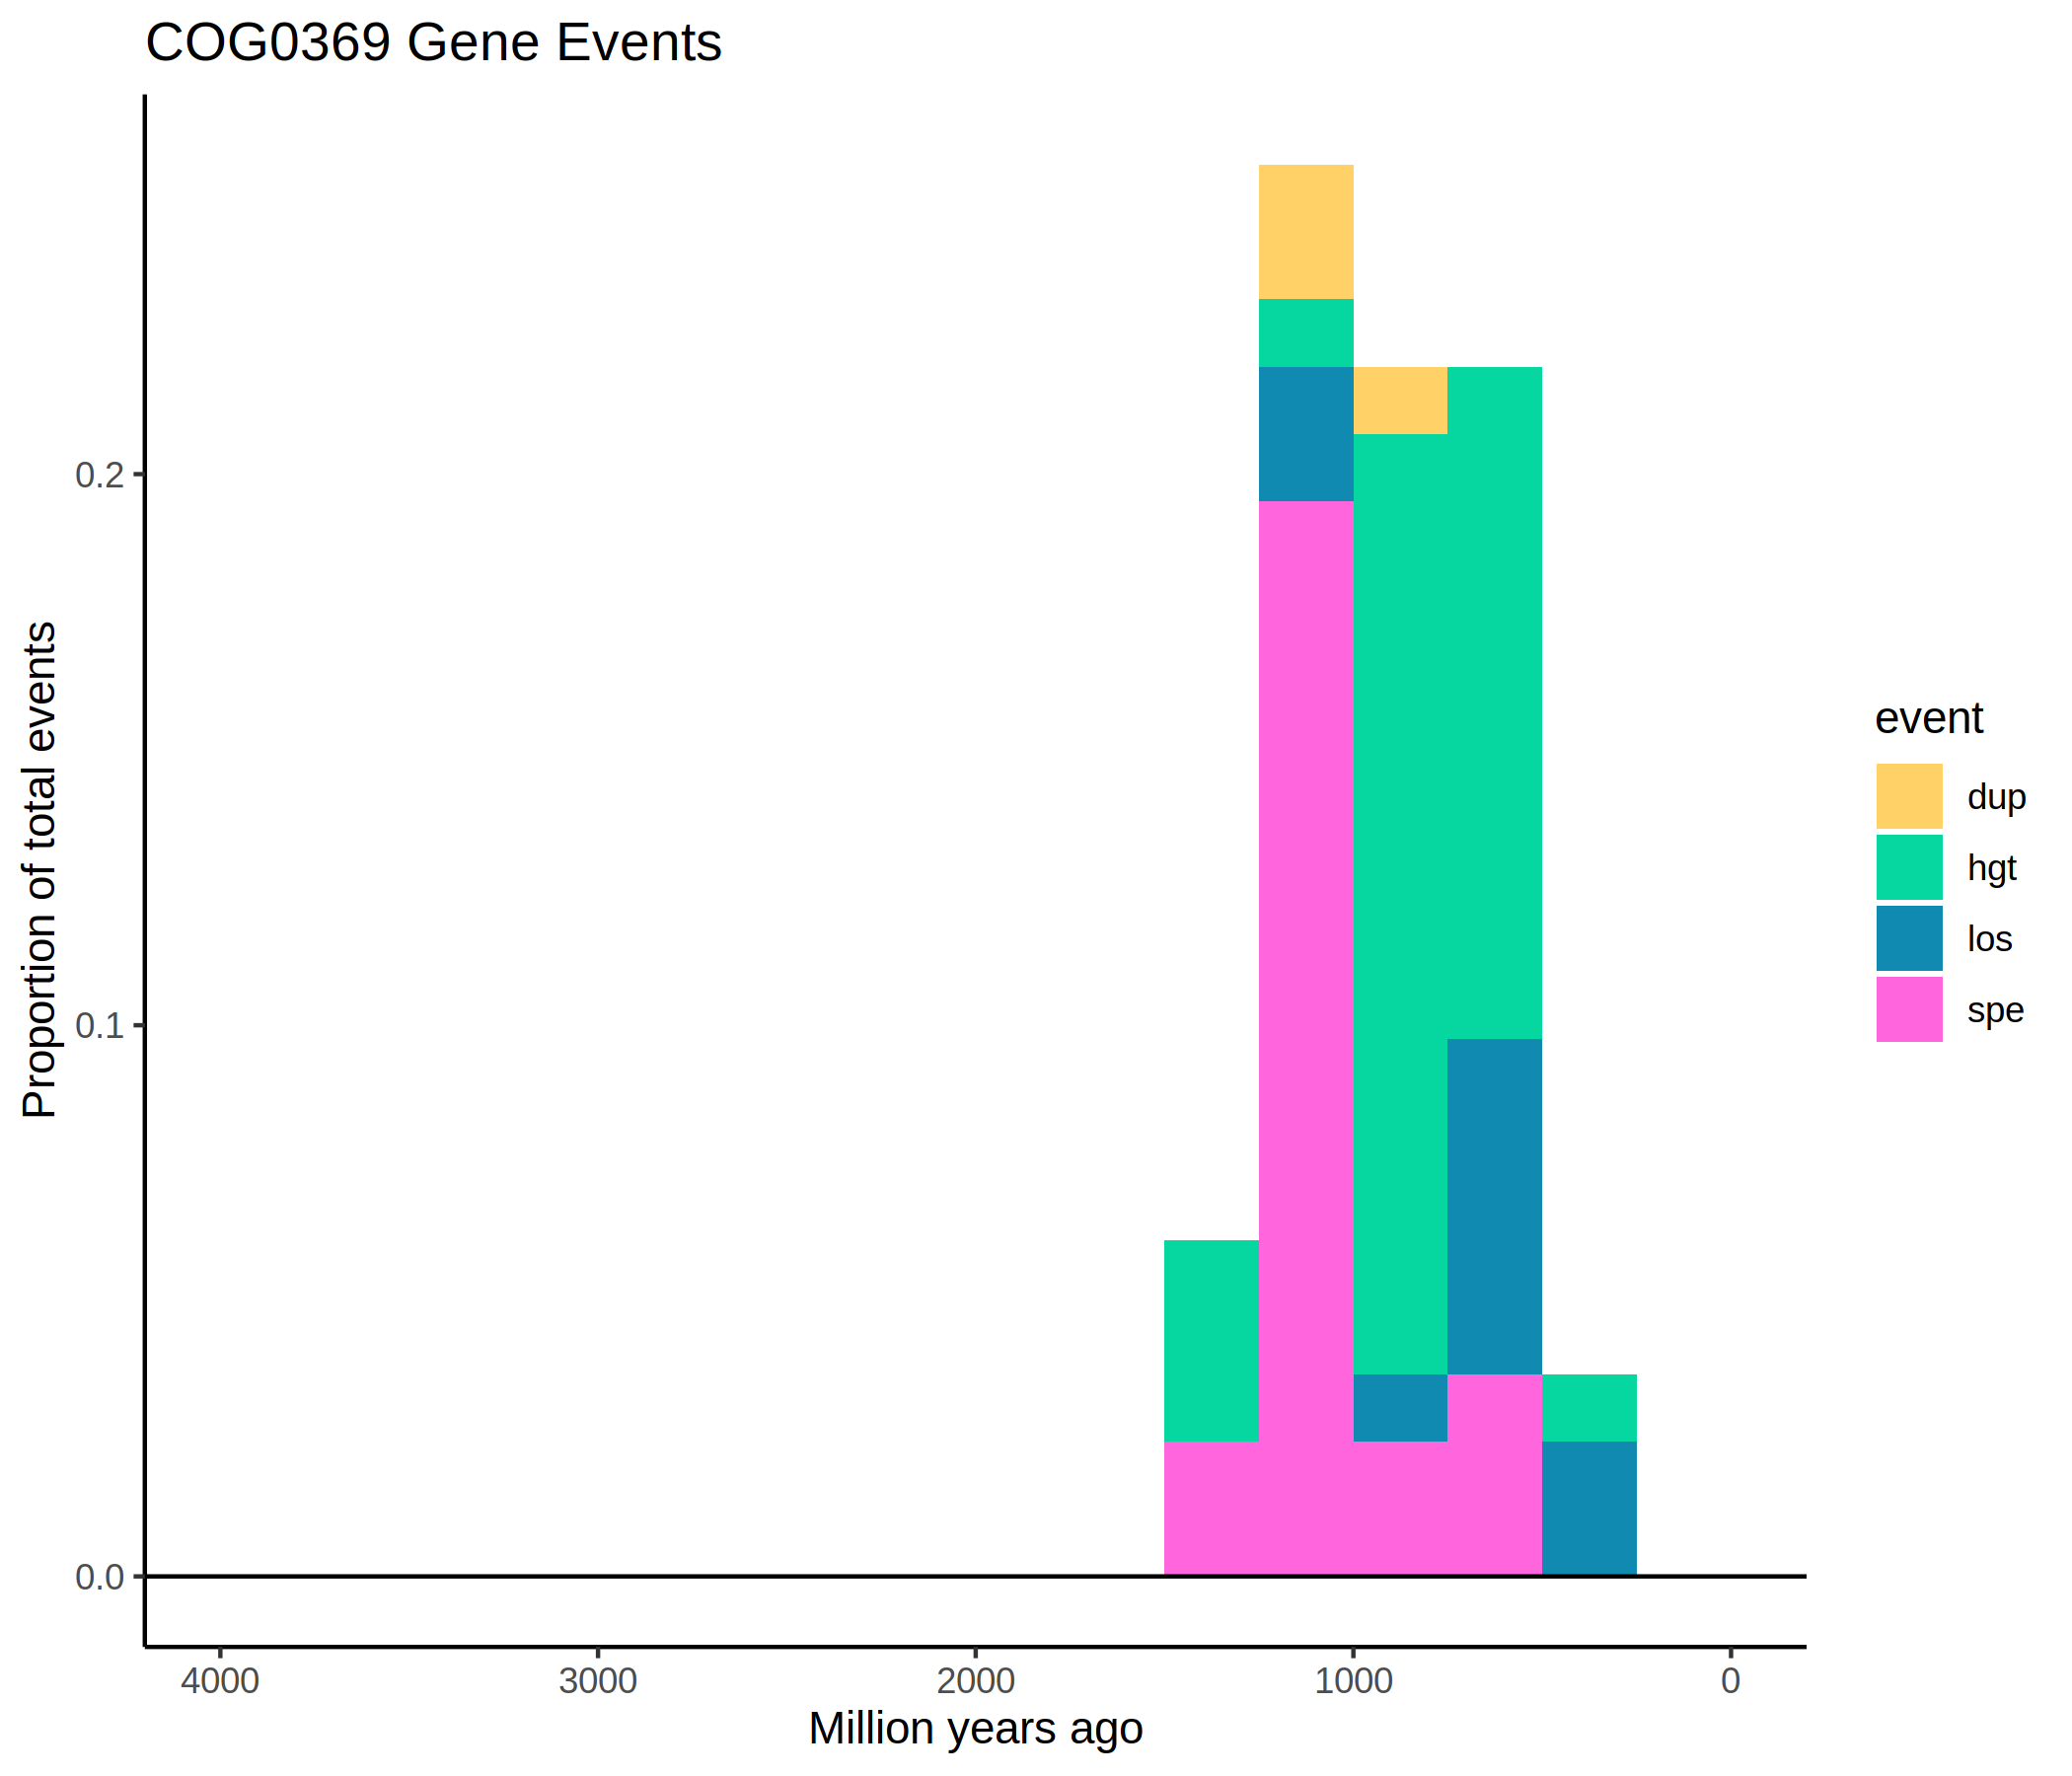 COG0369 Gene Events
Proportion of total events
0.2
0.1
0.0
4000 3000 2000 1000 0
Million years ago
event
dup
hgt
los
spe